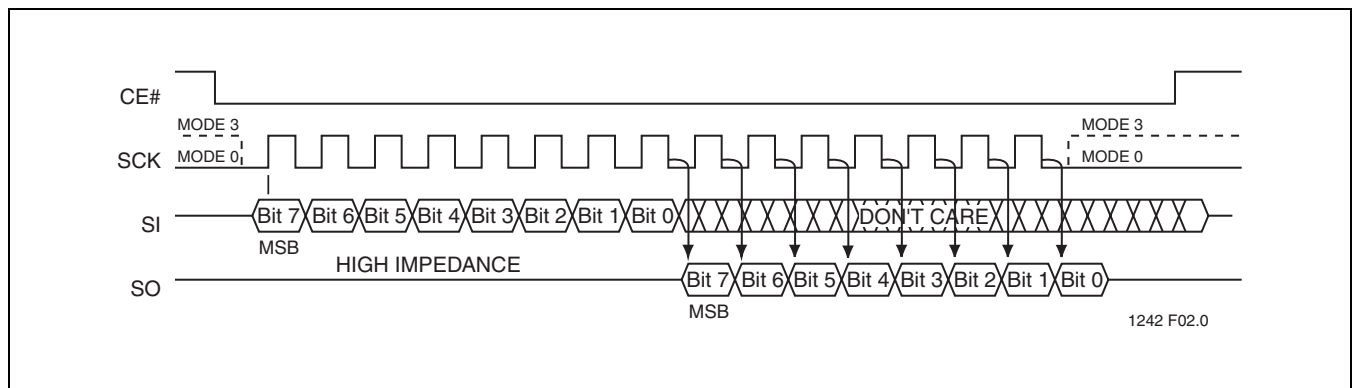 CE#
MODE 3 MODE 3
SCK MODE 0 MODE 0
SI Bit 7 Bit 6 Bit 5 Bit 4 Bit 3 Bit 2 Bit 1 Bit 0 DON'T CARE
MSB
HIGH IMPEDANCE
SO Bit 7 Bit 6 Bit 5 Bit 4 Bit 3 Bit 2 Bit 1 Bit 0
MSB
1242 F02.0